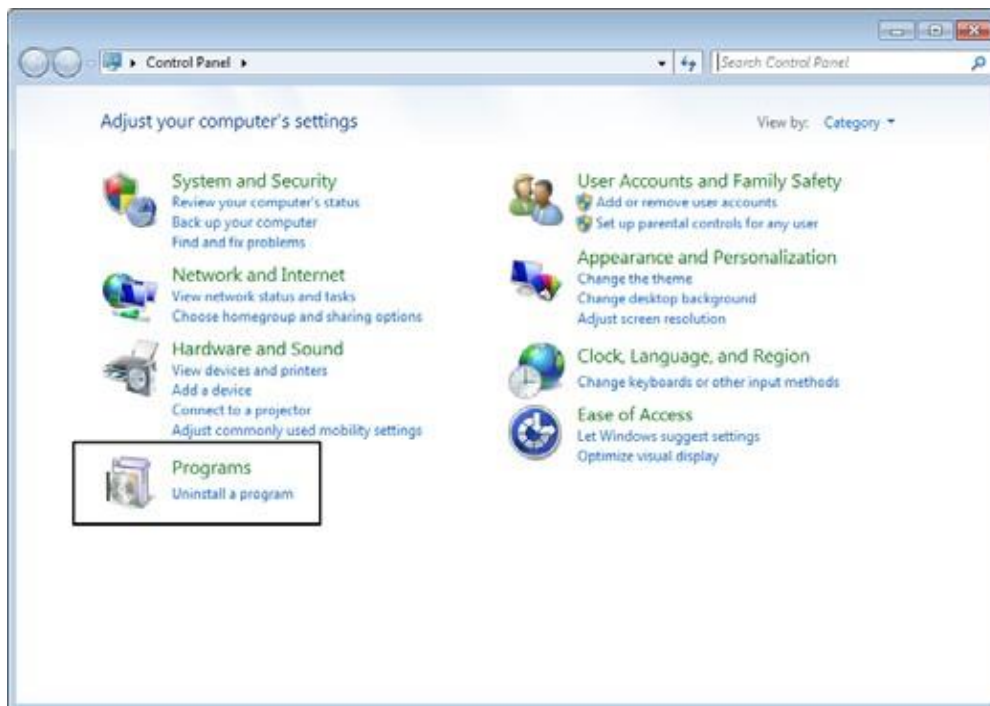 Control Panel
Search Control Panel
Adjust your computer's settings
View by: Category
System and Security
Review your computer's status
Back up your computer
Find and fix problems
Network and Internet
View network status and tasks
Choose homegroup and sharing options
Hardware and Sound
View devices and printers
Add a device
Connect to a projector
Adjust commonly used mobility settings
Programs
Uninstall a program
User Accounts and Family Safety
Add or remove user accounts
Set up parental controls for any user
Appearance and Personalization
Change the theme
Change desktop background
Adjust screen resolution
Clock, Language, and Region
Change keyboards or other input methods
Ease of Access
Let Windows suggest settings
Optimize visual display